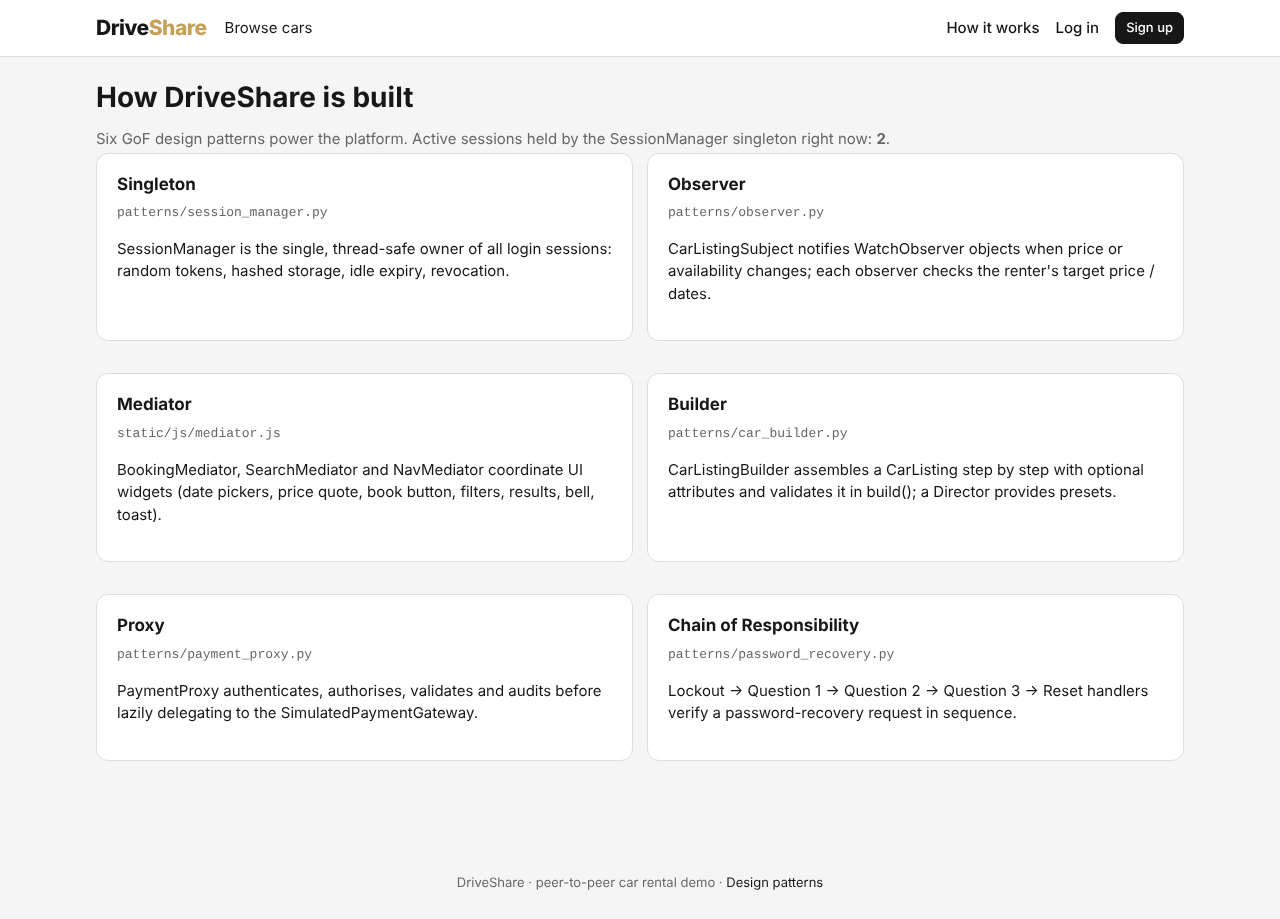 DriveShare Browse cars How it works Log in Sign up
How DriveShare is built
Six GoF design patterns power the platform. Active sessions held by the SessionManager singleton right now: 2.
Singleton
patterns/session_manager.py
SessionManager is the single, thread-safe owner of all login sessions:
random tokens, hashed storage, idle expiry, revocation.
Observer
patterns/observer.py
CarListingSubject notifies WatchObserver objects when price or
availability changes; each observer checks the renter's target price /
dates.
Mediator
static/js/mediator.js
BookingMediator, SearchMediator and NavMediator coordinate UI
widgets (date pickers, price quote, book button, filters, results, bell,
toast).
Builder
patterns/car_builder.py
CarListingBuilder assembles a CarListing step by step with optional
attributes and validates it in build(); a Director provides presets.
Proxy
patterns/payment_proxy.py
PaymentProxy authenticates, authorises, validates and audits before
lazily delegating to the SimulatedPaymentGateway.
Chain of Responsibility
patterns/password_recovery.py
Lockout → Question 1 → Question 2 → Question 3 → Reset handlers
verify a password-recovery request in sequence.
DriveShare · peer-to-peer car rental demo · Design patterns